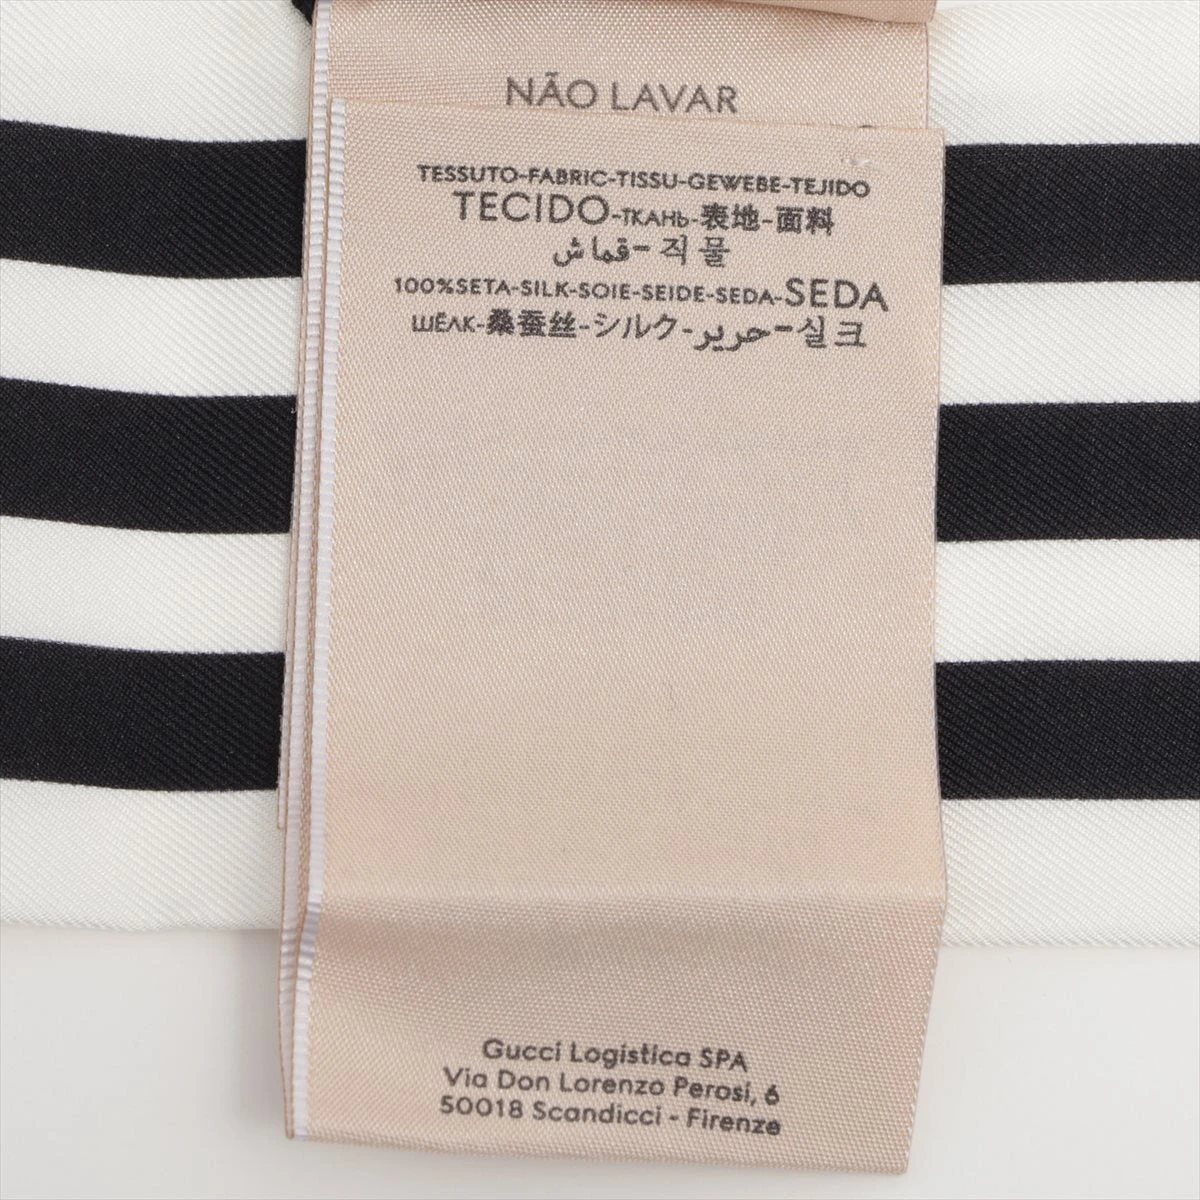 NÃO LAVAR
TESSUTO-FABRIC-TISSU-GEWEBE-TEJIDO
TECIDO-ТКАНЬ-表地-面料
قماش-직물
100%SETA-SILK-SOIE-SEIDE-SEDA-SEDA
ШЁЛК-桑蚕丝-シルク-حرير-실크
Gucci Logistica SPA
Via Don Lorenzo Perosi, 6
50018 Scandicci - Firenze